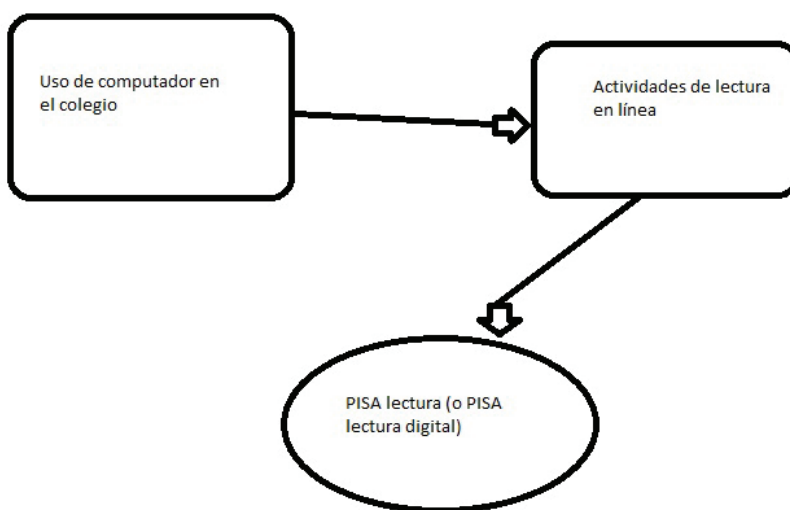 Uso de computador en
el colegio
Actividades de lectura
en línea
PISA lectura (o PISA
lectura digital)